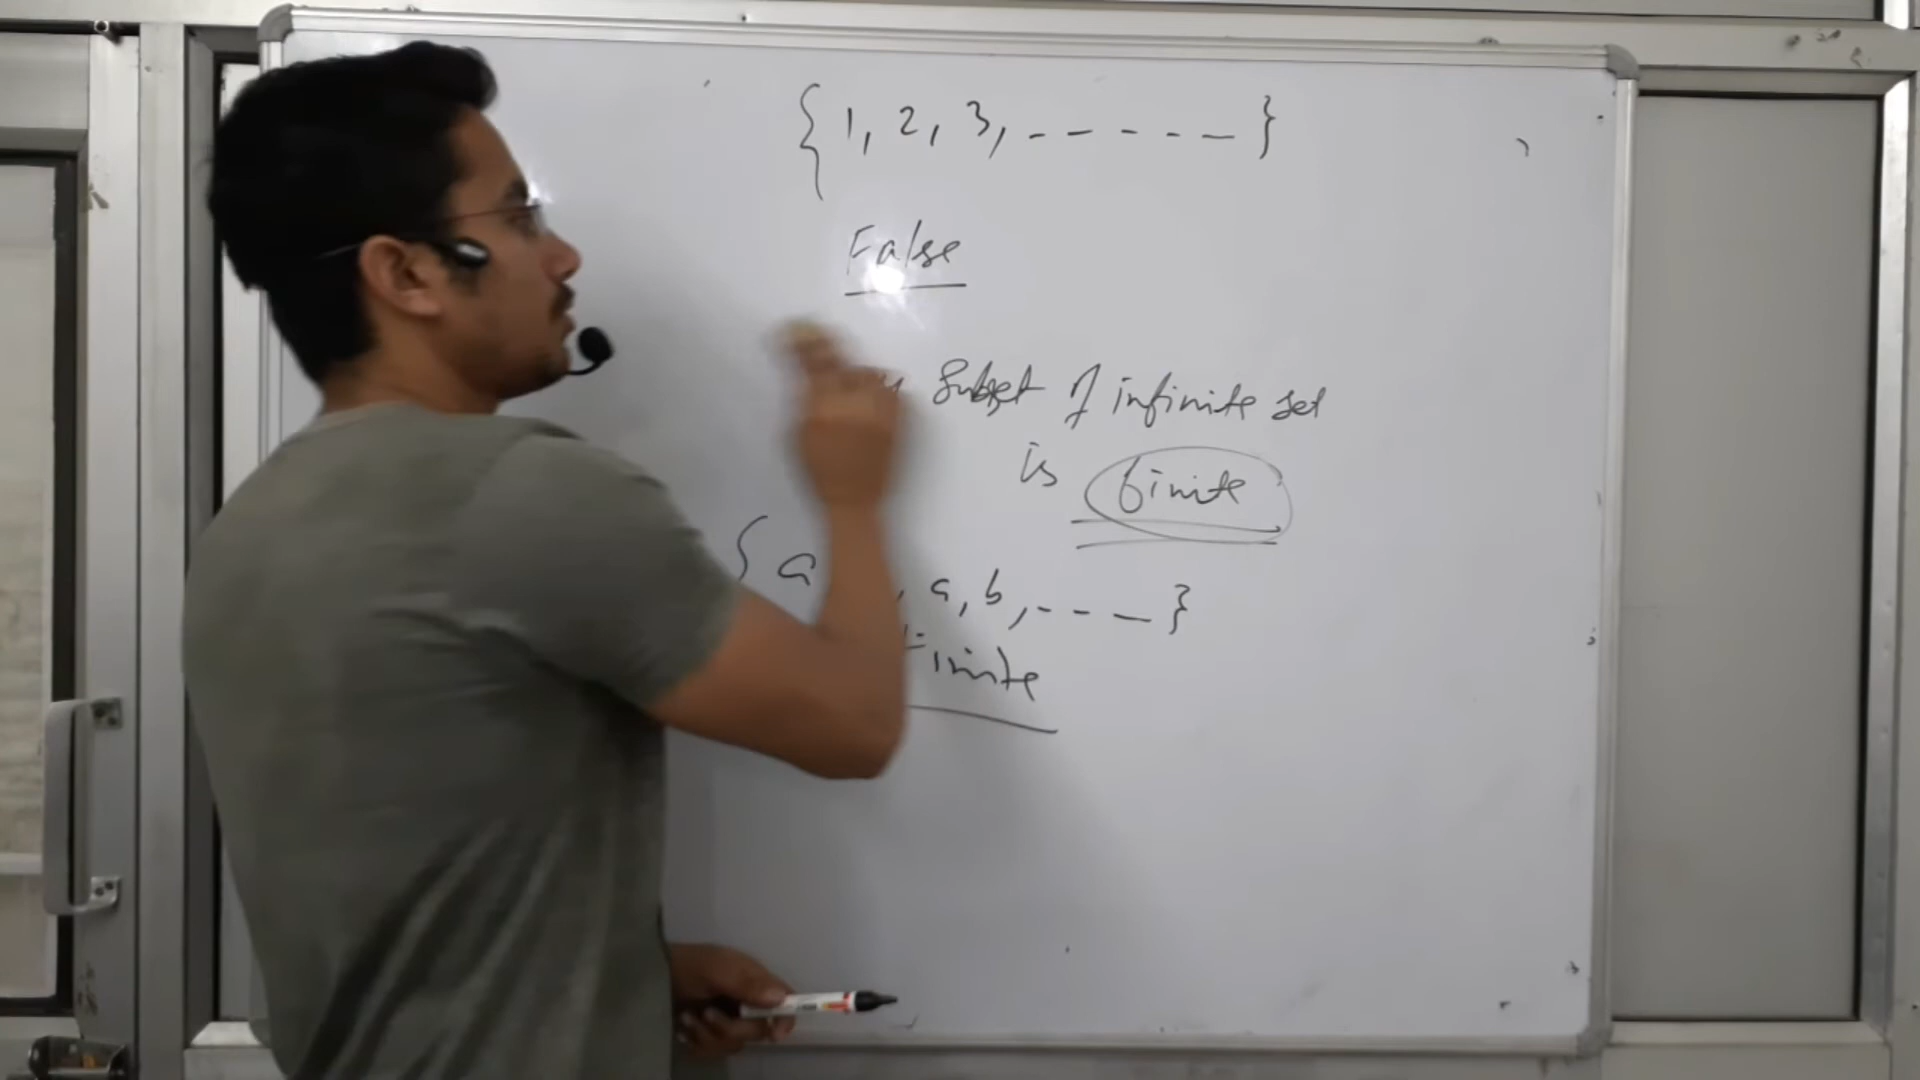 { 1, 2, 3, - - - - - }
False
Subset of infinite set
is finite
{ a , a, b, - - - }
Finite